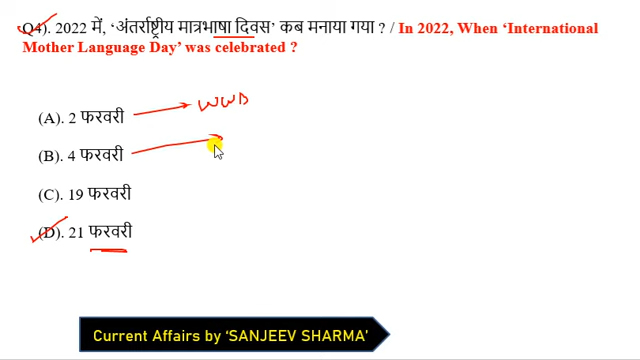 Q4). 2022 में, ‘अंतर्राष्ट्रीय मात्रभाषा दिवस’ कब मनाया गया ? / In 2022, When ‘International
Mother Language Day’ was celebrated ?
(A). 2 फरवरी WWD
(B). 4 फरवरी
(C). 19 फरवरी
(D). 21 फरवरी
Current Affairs by ‘SANJEEV SHARMA’